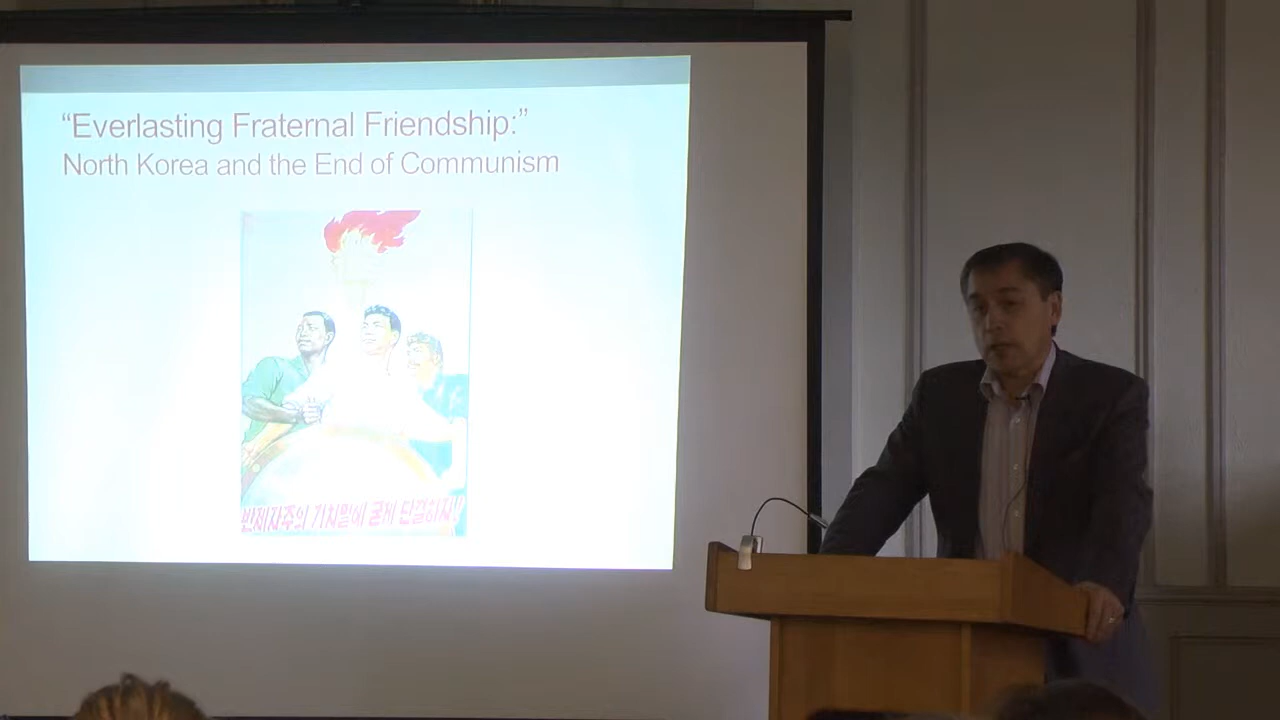 “Everlasting Fraternal Friendship:”
North Korea and the End of Communism
반제자주의 기치밑에 굳게 단결하자!!